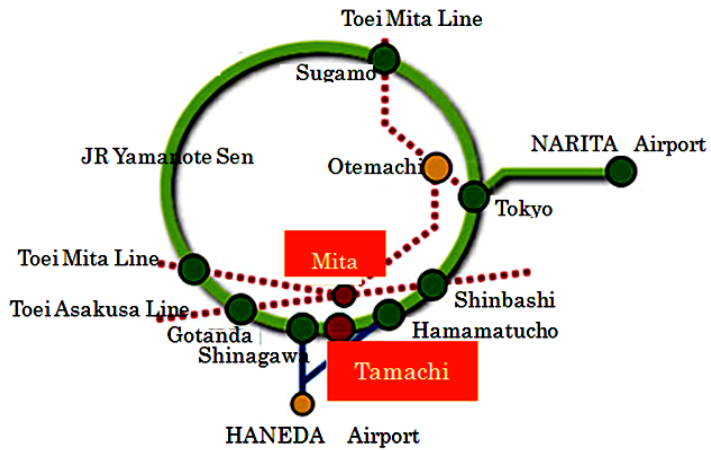 Toei Mita Line
Sugamo
NARITA Airport
JR Yamanote Sen
Otemachi
Tokyo
Toei Mita Line
Mita
Toei Asakusa Line
Shinbashi
Gotanda
Hamamatucho
Shinagawa
Tamachi
HANEDA Airport